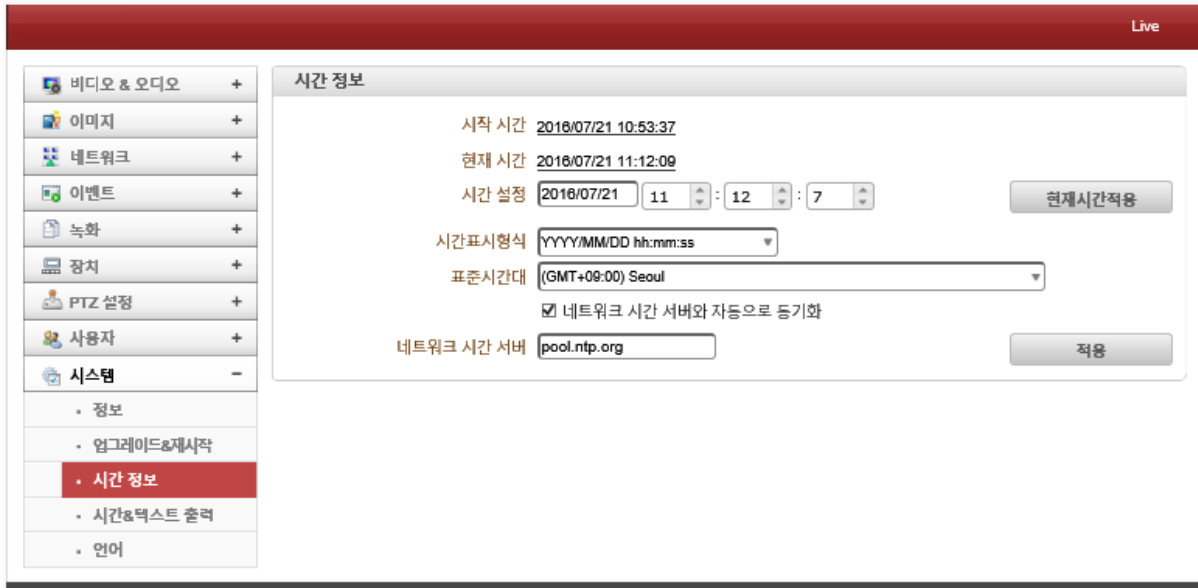 Live
비디오 & 오디오 +
이미지 +
네트워크 +
이벤트 +
녹화 +
장치 +
PTZ 설정 +
사용자 +
시스템 −
정보
업그레이드&재시작
시간 정보
시간&텍스트 출력
언어
시간 정보
시작 시간 2016/07/21 10:53:37
현재 시간 2016/07/21 11:12:09
시간 설정 2016/07/21 11 : 12 : 7 현재시간적용
시간표시형식 YYYY/MM/DD hh:mm:ss
표준시간대 (GMT+09:00) Seoul
네트워크 시간 서버와 자동으로 동기화
네트워크 시간 서버 pool.ntp.org 적용